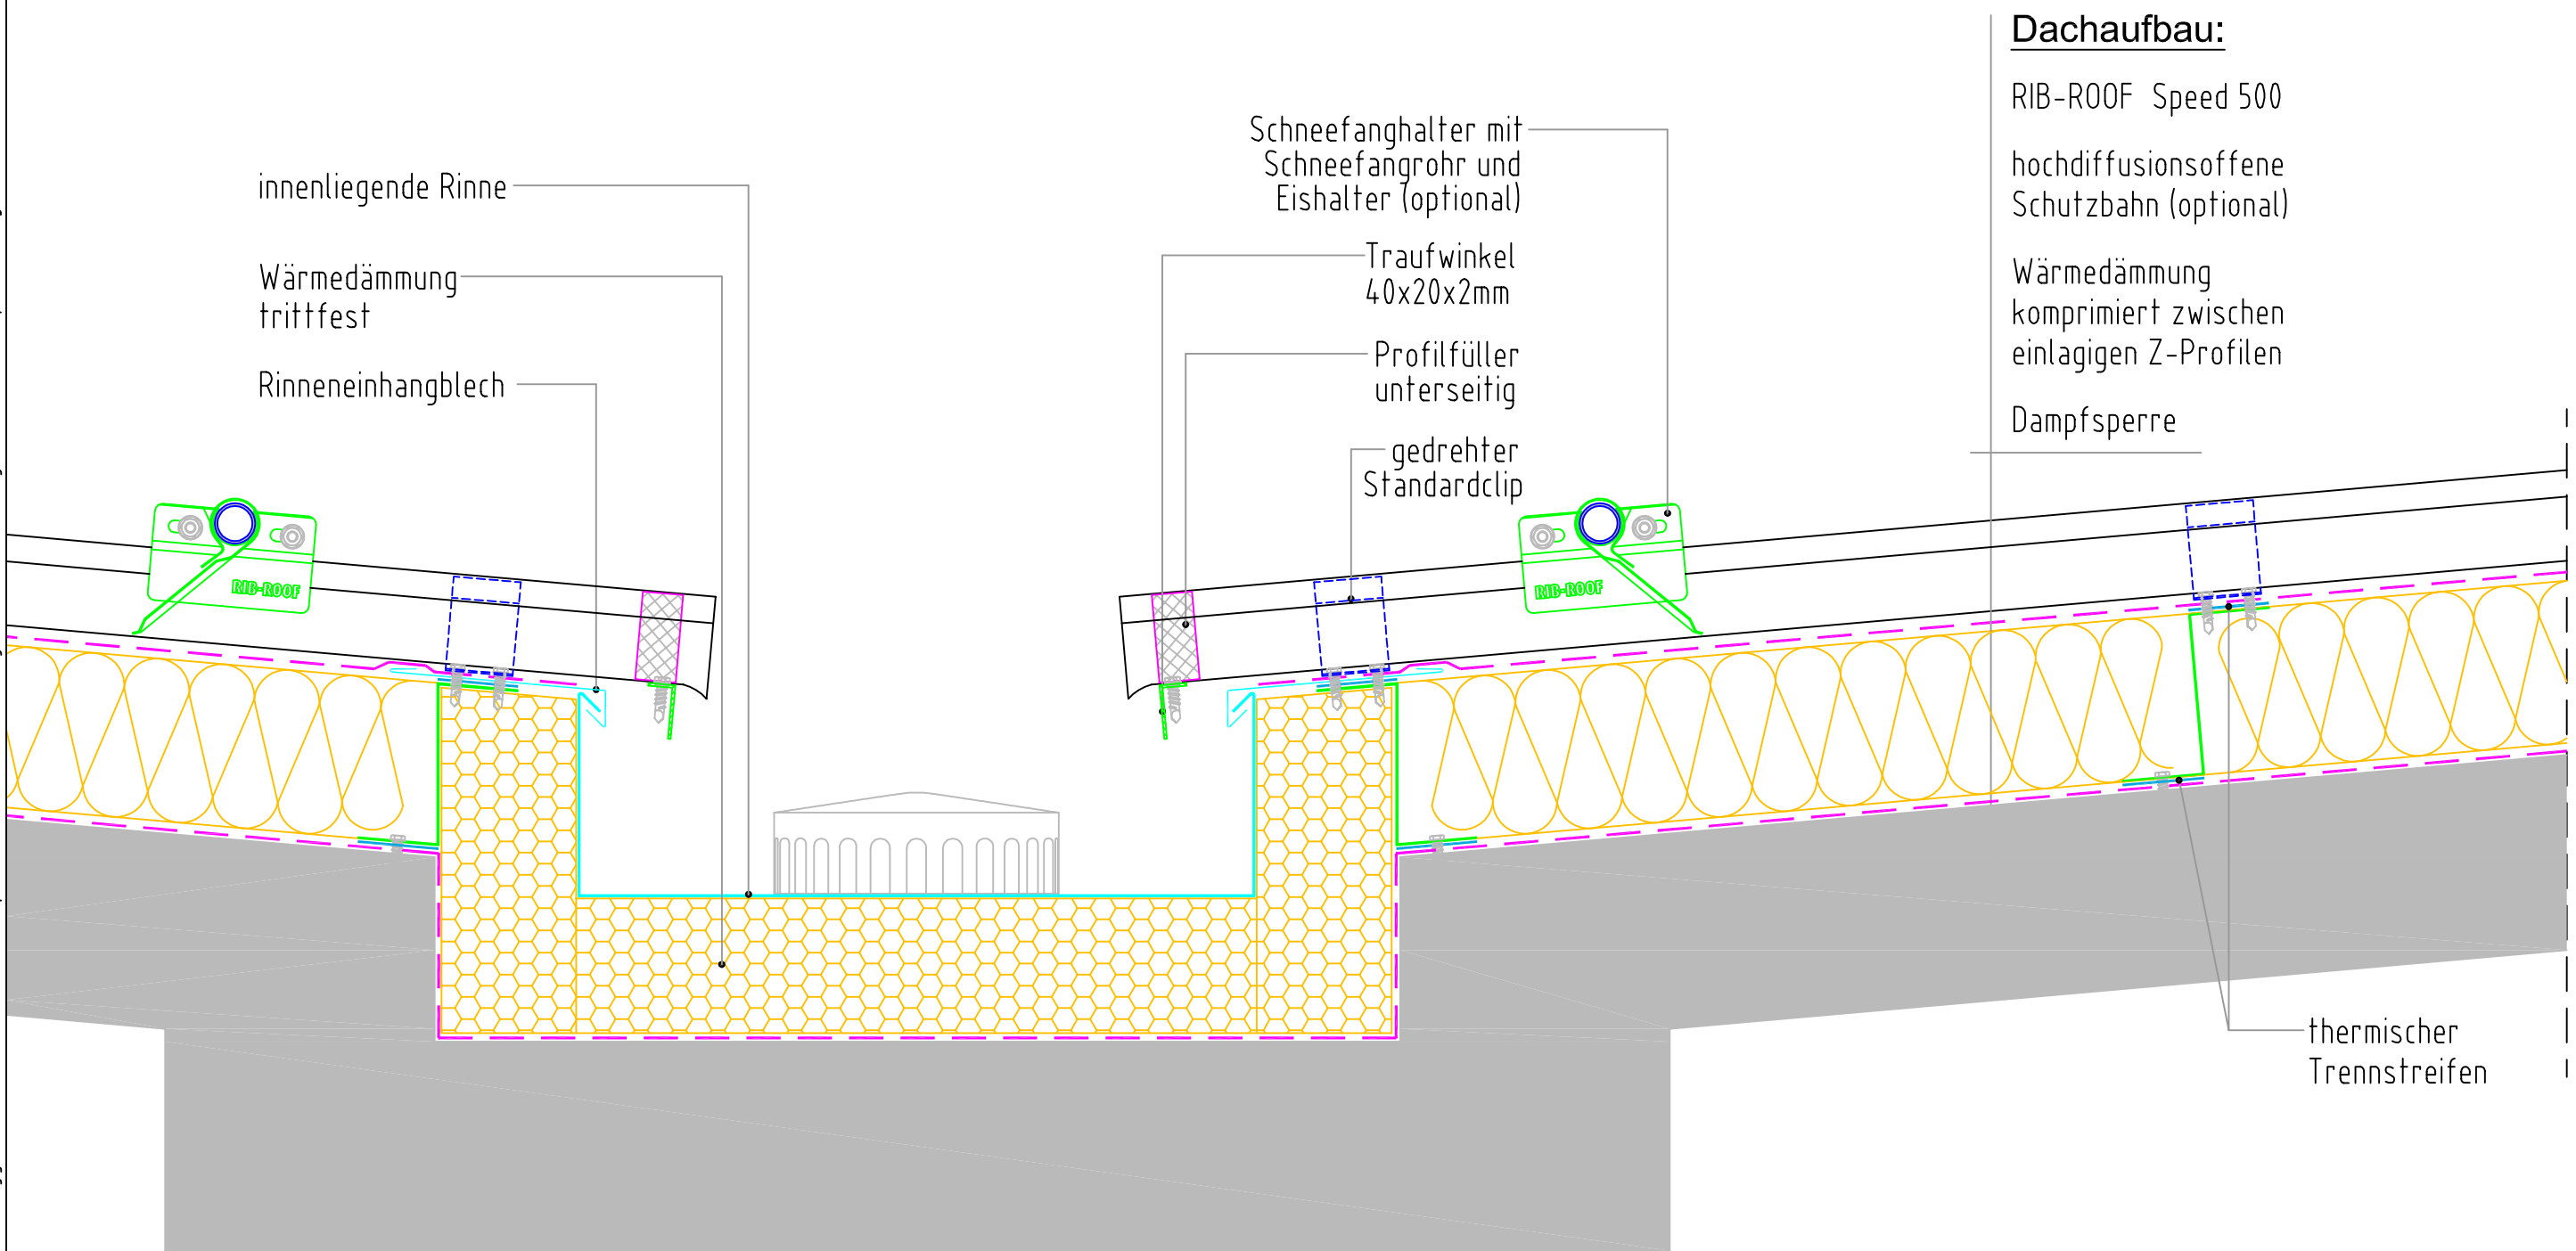 innenliegende Rinne
Wärmedämmung
trittfest
Rinneneinhangblech
Schneefanghalter mit
Schneefangrohr und
Eishalter (optional)
Traufwinkel
40x20x2mm
Profilfüller
unterseitig
gedrehter
Standardclip
Dachaufbau:
RIB-ROOF Speed 500
hochdiffusionsoffene
Schutzbahn (optional)
Wärmedämmung
komprimiert zwischen
einlagigen Z-Profilen
Dampfsperre
RIB-ROOF
RIB-ROOF
thermischer
Trennstreifen